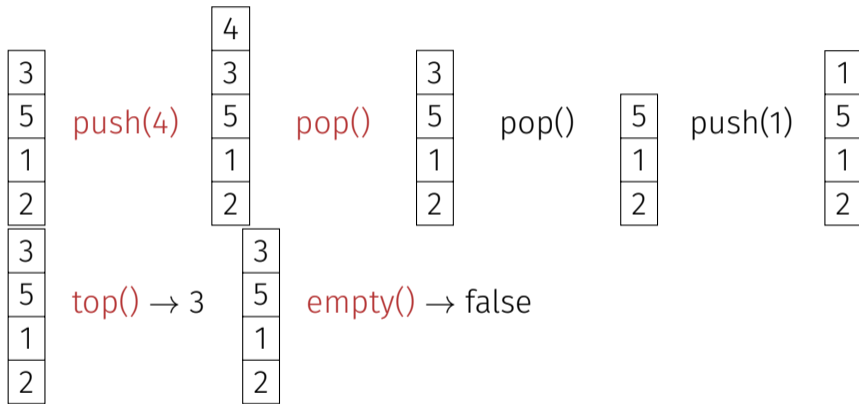 4
3 3 3 1
5 push(4) 5 pop() 5 pop() 5 push(1) 5
1 1 1 1 1
2 2 2 2 2
3 3
5 top() → 3 5 empty() → false
1 1
2 2